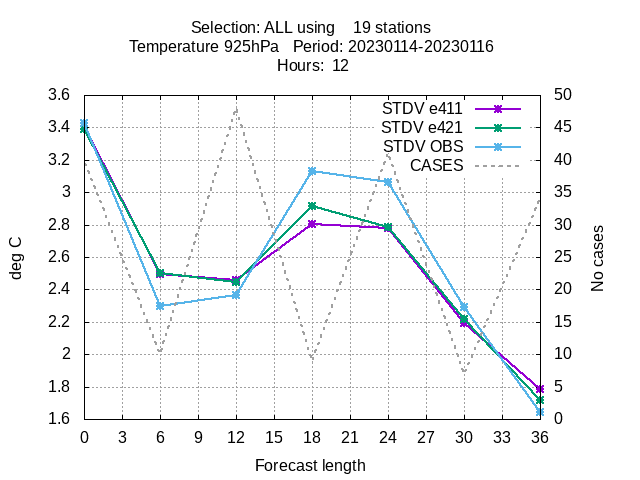 Selection: ALL using    19 stations
Temperature 925hPa   Period: 20230114-20230116
Hours:  12
3.6
3.4
3.2
3
2.8
2.6
2.4
2.2
2
1.8
1.6
deg C
STDV e411
STDV e421
STDV OBS
CASES
50
45
40
35
30
25
20
15
10
5
0
No cases
0 3 6 9 12 15 18 21 24 27 30 33 36
Forecast length